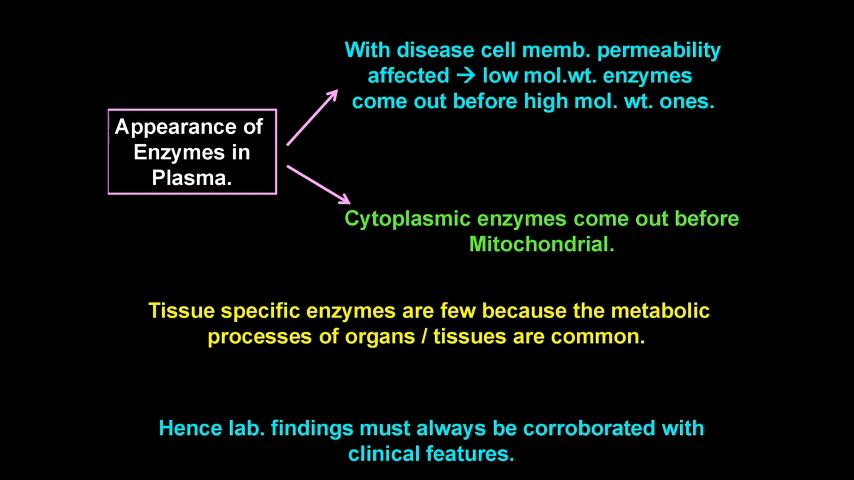 With disease cell memb. permeability
affected → low mol.wt. enzymes
come out before high mol. wt. ones.
Appearance of
Enzymes in
Plasma.
Cytoplasmic enzymes come out before
Mitochondrial.
Tissue specific enzymes are few because the metabolic
processes of organs / tissues are common.
Hence lab. findings must always be corroborated with
clinical features.